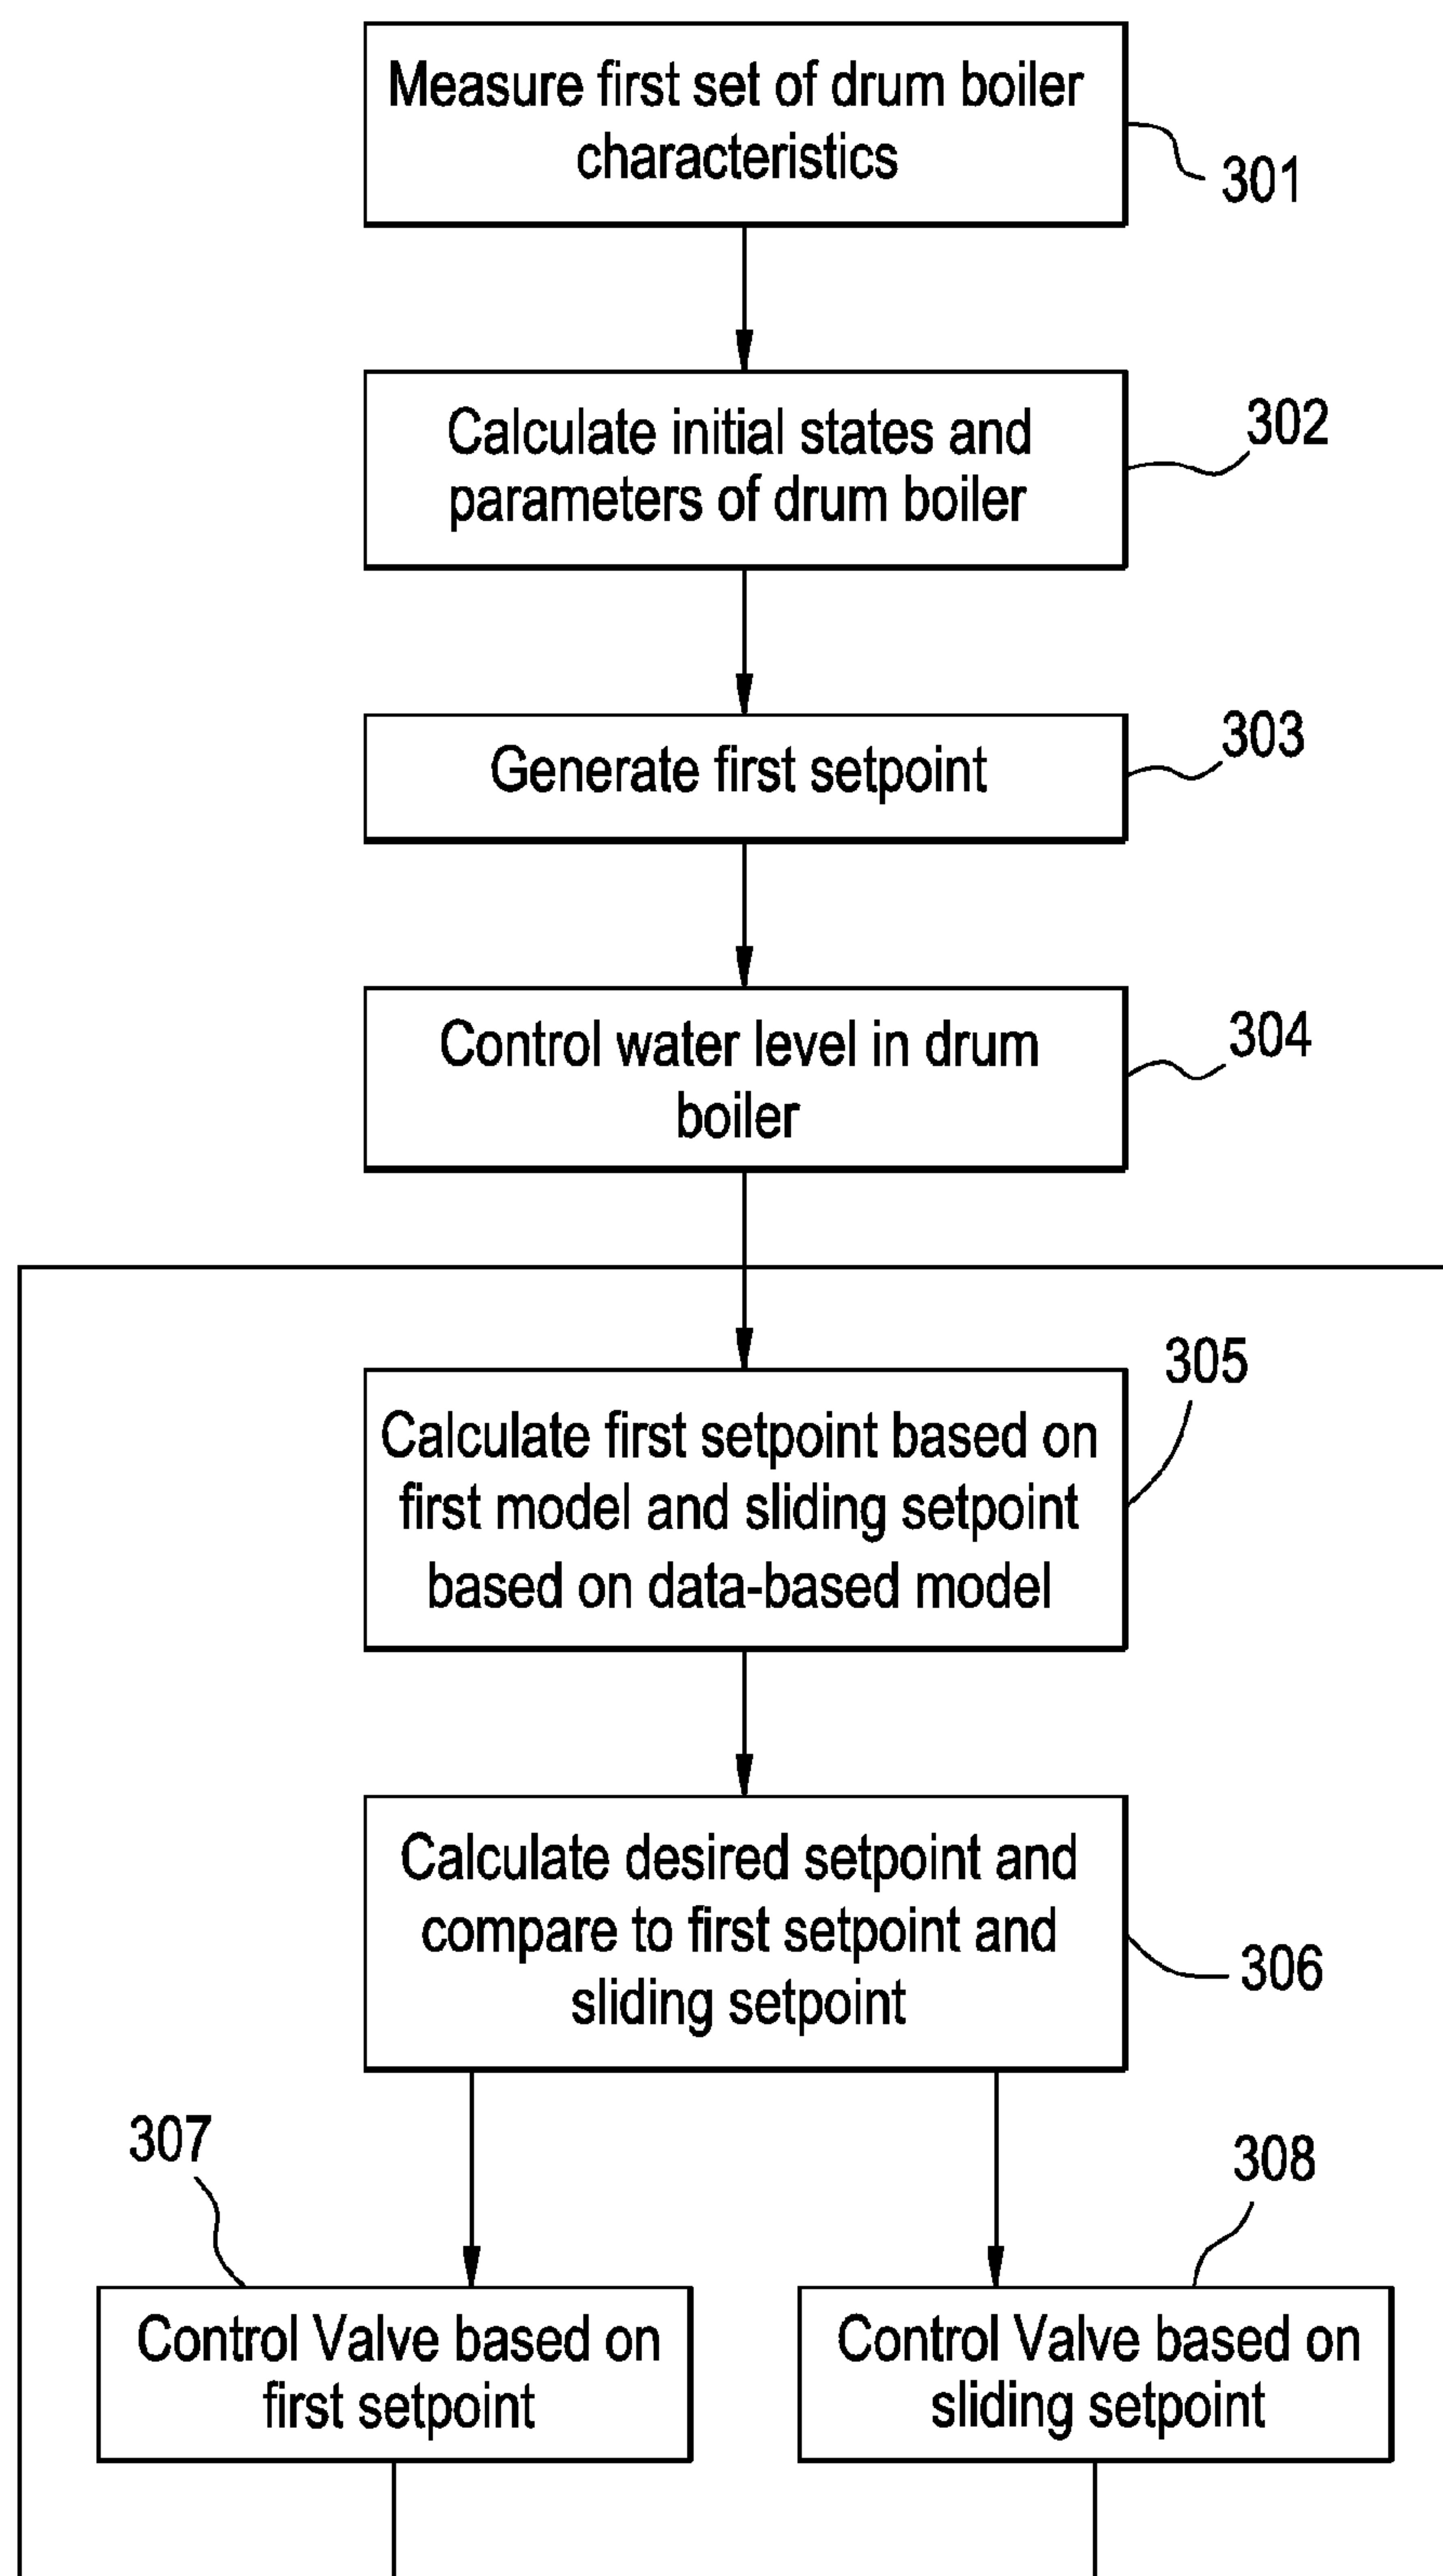 Measure first set of drum boiler
characteristics
301
Calculate initial states and
parameters of drum boiler
302
Generate first setpoint
303
Control water level in drum
boiler
304
305
Calculate first setpoint based on
first model and sliding setpoint
based on data-based model
Calculate desired setpoint and
compare to first setpoint and
sliding setpoint
306
307
308
Control Valve based on
first setpoint
Control Valve based on
sliding setpoint